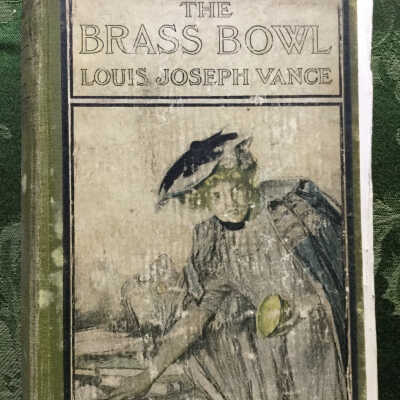 THE
BRASS BOWL
LOUIS JOSEPH VANCE